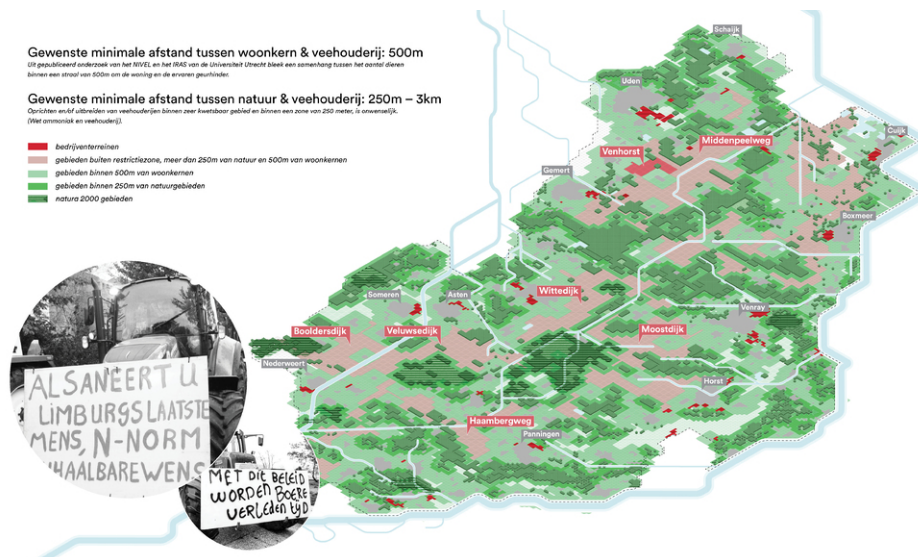 Gewenste minimale afstand tussen woonkern & veehouderij: 500m
Uit gepubliceerd onderzoek van het NIVEL en het IRAS van de Universiteit Utrecht bleek een samenhang tussen het aantal dieren
binnen een straal van 500m om de woning en de ervaren geurhinder.
Gewenste minimale afstand tussen natuur & veehouderij: 250m – 3km
Oprichten en/of uitbreiden van veehouderijen binnen zeer kwetsbaar gebied en binnen een zone van 250 meter, is onwenselijk.
(Wet ammoniak en veehouderij).
bedrijventerreinen
gebieden buiten restrictiezone, meer dan 250m van natuur en 500m van woonkernen
gebieden binnen 500m van woonkernen
gebieden binnen 250m van natuurgebieden
natura 2000 gebieden
Schaijk
Uden
Cuijk
Middenpeelweg
Venhorst
Gemert
Boxmeer
Someren
Asten
Wittedijk
Venray
Booldersdijk
Veluwsedijk
Moostdijk
Nederweert
Horst
Haambergweg
Panningen
ALSANEERT U
LIMBURGS LAATSTE
MENS, N-NORM
HAALBARE WENS
MET DIT BELEID
WORDEN BOERE
VERLEDEN TIJD